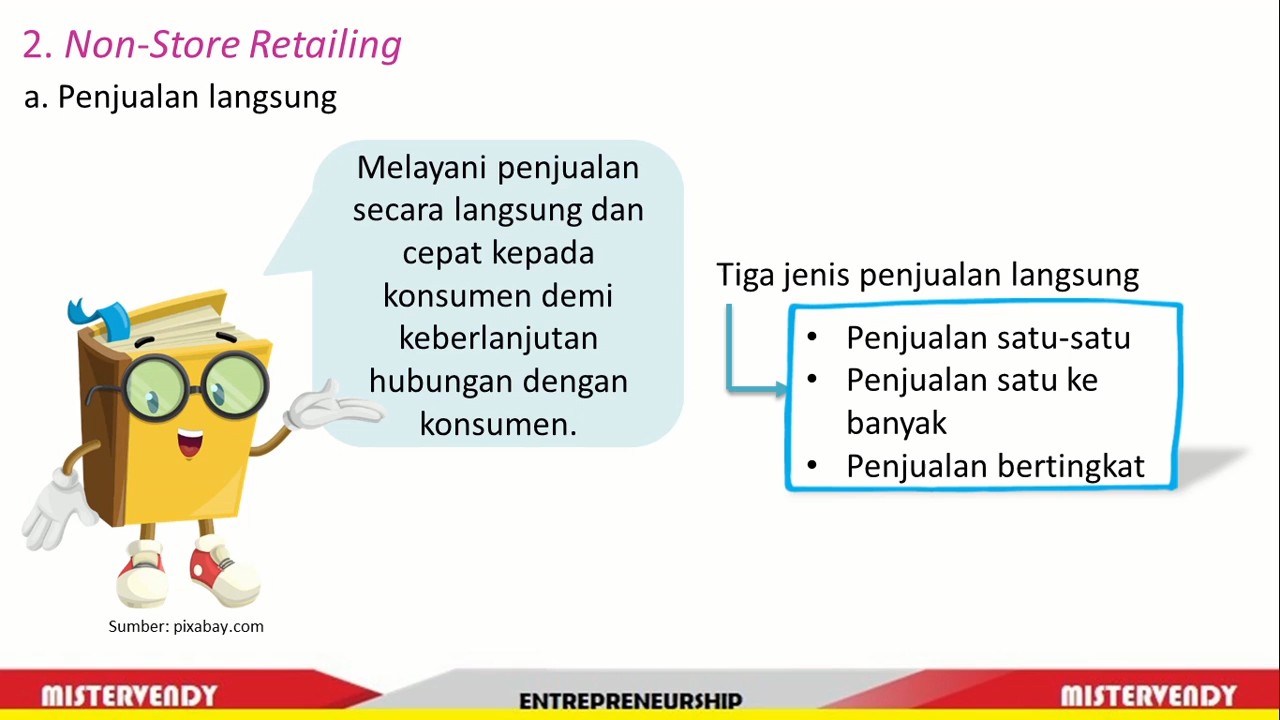 2. Non-Store Retailing
a. Penjualan langsung
Melayani penjualan
secara langsung dan
cepat kepada
konsumen demi
keberlanjutan
hubungan dengan
konsumen.
Tiga jenis penjualan langsung
• Penjualan satu-satu
• Penjualan satu ke
banyak
• Penjualan bertingkat
Sumber: pixabay.com
MISTERVENDY
ENTREPRENEURSHIP
MISTERVENDY